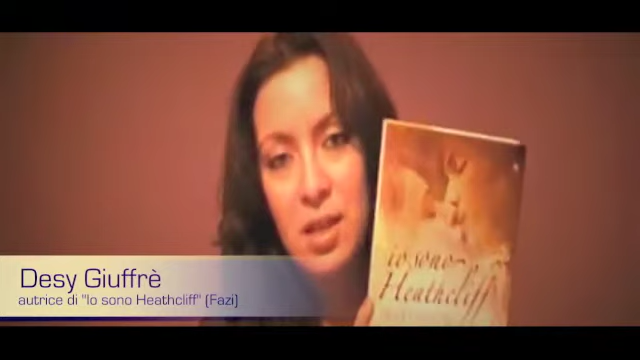 io sono
Heathcliff
Desy Giuffrè
autrice di "Io sono Heathcliff" (Fazi)